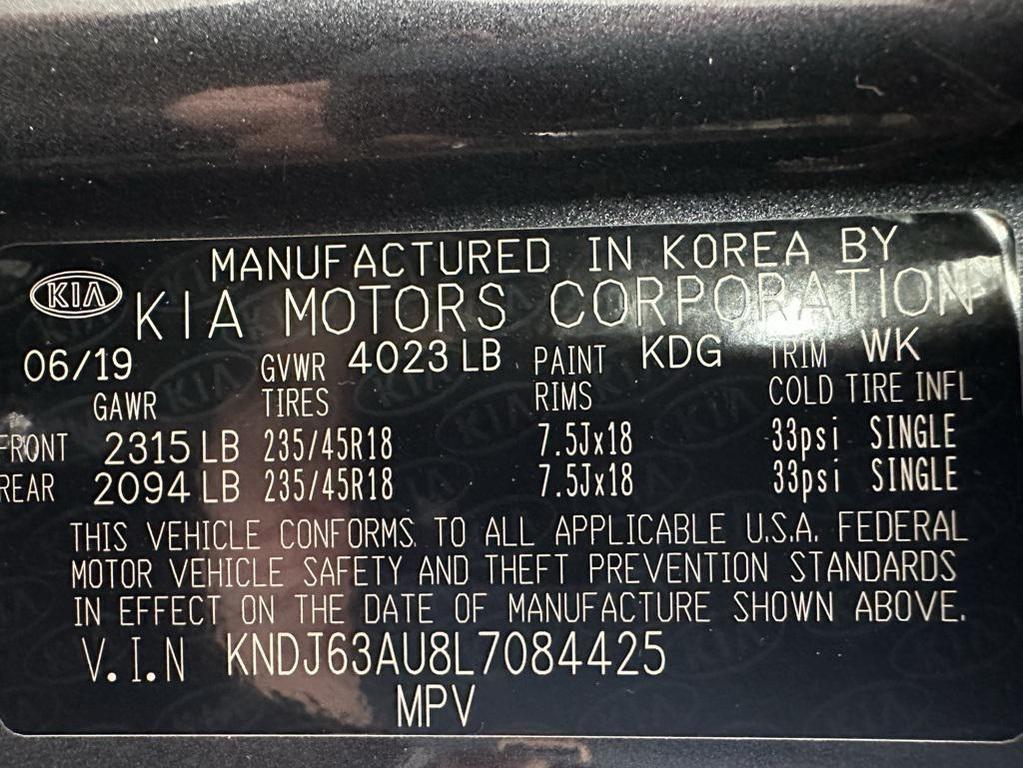 MANUFACTURED IN KOREA BY
KIA KIA MOTORS CORPORATION
06/19 GVWR 4023 LB PAINT KDG TRIM WK
GAWR TIRES RIMS COLD TIRE INFL
FRONT 2315 LB 235/45R18 7.5Jx18 33psi SINGLE
REAR 2094 LB 235/45R18 7.5Jx18 33psi SINGLE
THIS VEHICLE CONFORMS TO ALL APPLICABLE U.S.A. FEDERAL
MOTOR VEHICLE SAFETY AND THEFT PREVENTION STANDARDS
IN EFFECT ON THE DATE OF MANUFACTURE SHOWN ABOVE.
V.I.N KNDJ63AU8L7084425
MPV